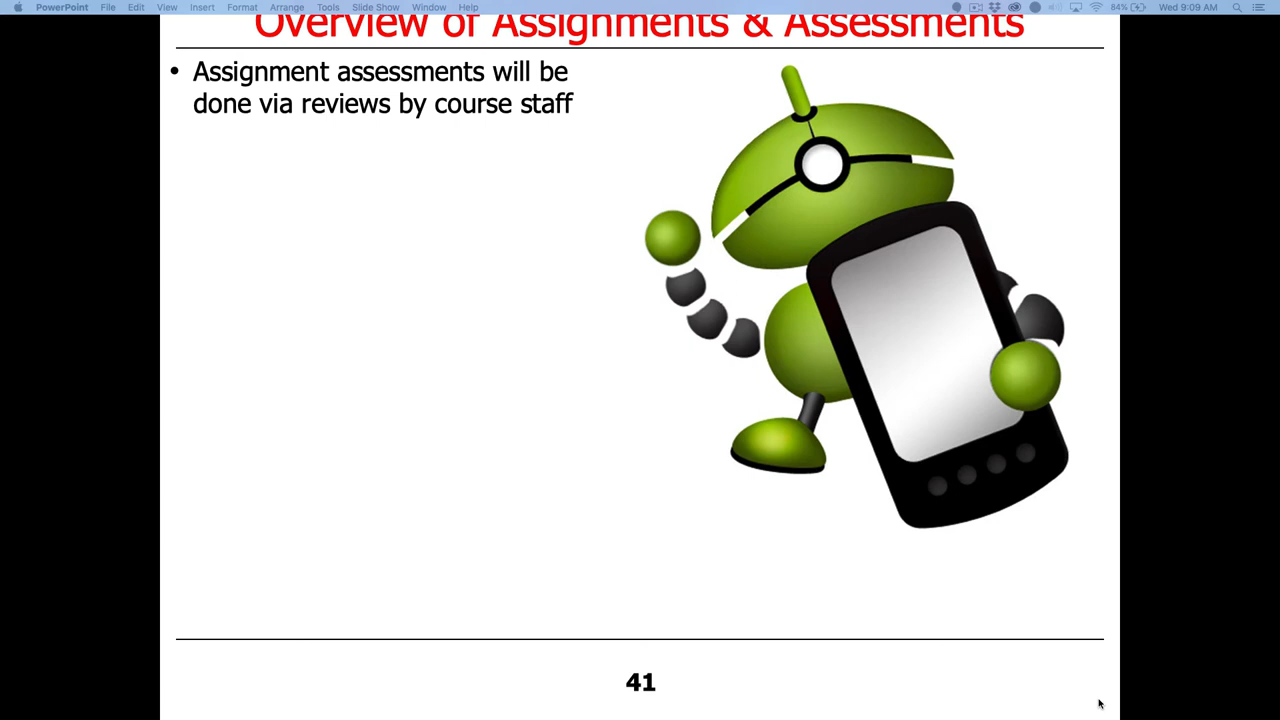 PowerPoint File Edit View Insert Format Arrange Tools Slide Show Window Help 84% Wed 9:09 AM
Overview of Assignments & Assessments
• Assignment assessments will be
done via reviews by course staff
41